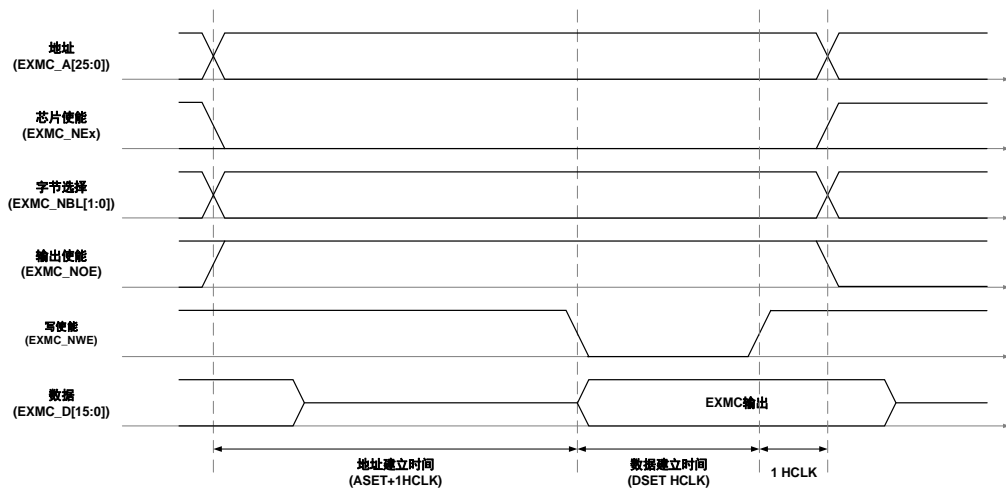 地址
(EXMC_A[25:0])
芯片使能
(EXMC_NEx)
字节选择
(EXMC_NBL[1:0])
输出使能
(EXMC_NOE)
写使能
(EXMC_NWE)
数据
(EXMC_D[15:0])
EXMC输出
地址建立时间
(ASET+1HCLK)
数据建立时间
(DSET HCLK)
1 HCLK